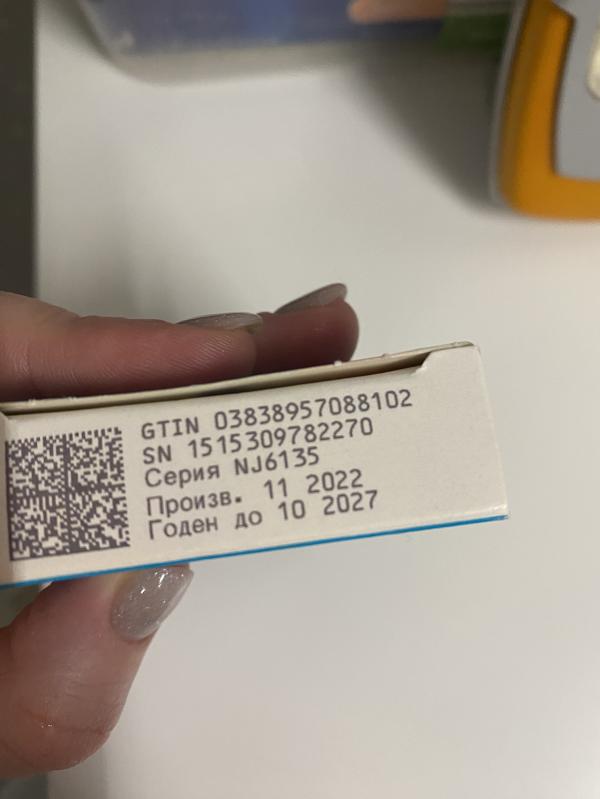 GTIN 03838957088102
SN 1515309782270
Серия NJ6135
Произв. 11 2022
Годен до 10 2027